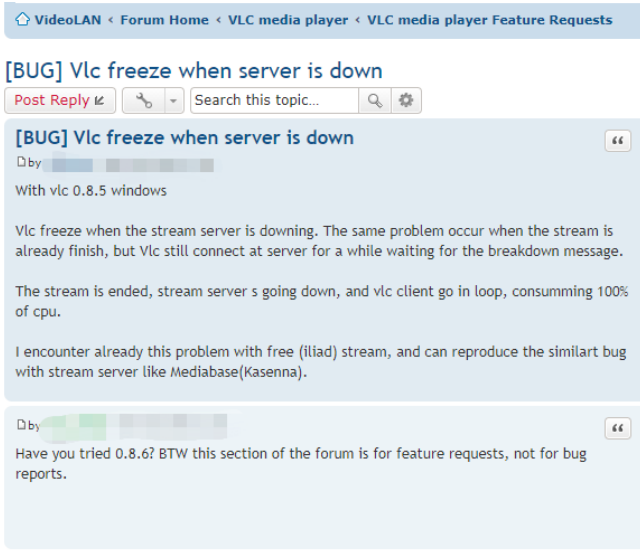 VideoLAN ‹ Forum Home ‹ VLC media player ‹ VLC media player Feature Requests
[BUG] Vlc freeze when server is down
Post Reply
Search this topic...
[BUG] Vlc freeze when server is down
by
With vlc 0.8.5 windows
Vlc freeze when the stream server is downing. The same problem occur when the stream is
already finish, but Vlc still connect at server for a while waiting for the breakdown message.
The stream is ended, stream server s going down, and vlc client go in loop, consumming 100%
of cpu.
I encounter already this problem with free (iliad) stream, and can reproduce the similart bug
with stream server like Mediabase(Kasenna).
by
Have you tried 0.8.6? BTW this section of the forum is for feature requests, not for bug
reports.